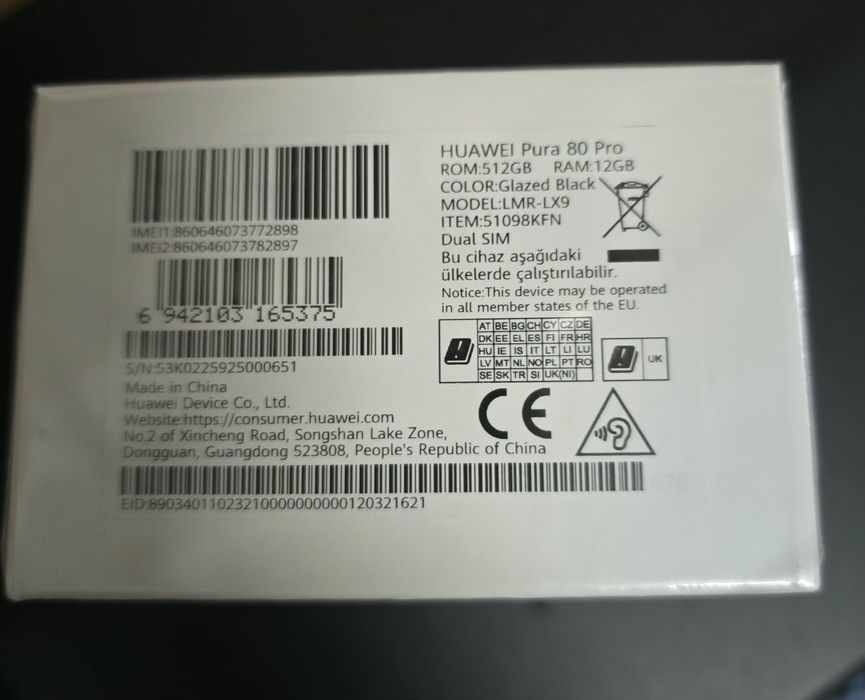 IMEI1:860646073772898
IMEI2:860646073782897
6 942103 165375
S/N:53K0225925000651
Made in China
Huawei Device Co., Ltd.
Website:https://consumer.huawei.com
No.2 of Xincheng Road, Songshan Lake Zone,
Dongguan, Guangdong 523808, People's Republic of China
EID:89034011023210000000000120321621
HUAWEI Pura 80 Pro
ROM:512GB RAM:12GB
COLOR:Glazed Black
MODEL:LMR-LX9
ITEM:51098KFN
Dual SIM
Bu cihaz aşağıdaki
ülkelerde çalıştırılabilir.
Notice:This device may be operated
in all member states of the EU.
AT BE BG CH CY CZ DE
DK EE EL ES FI FR HR
HU IE IS IT LT LI LU
LV MT NL NO PL PT RO
SE SK TR SI UK(NI)
UK
CE